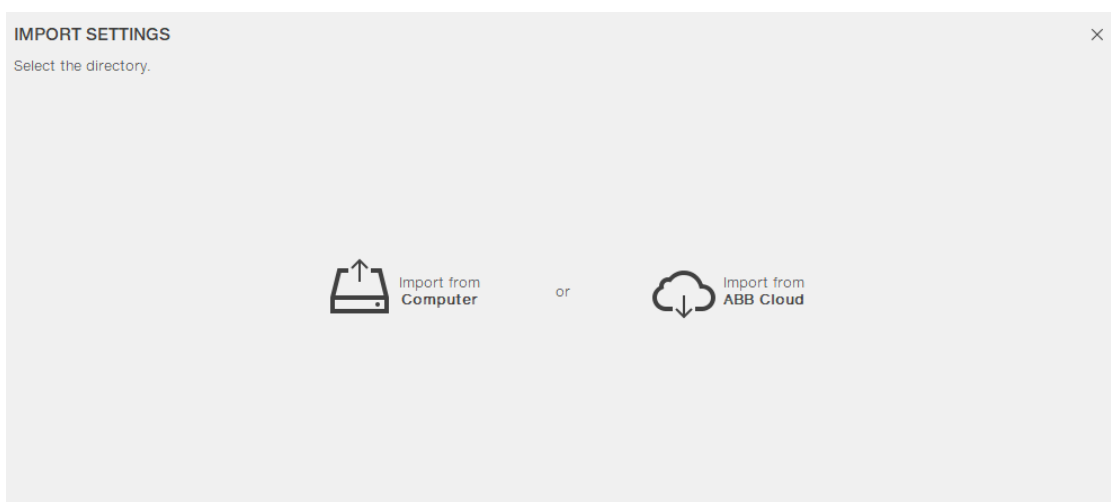 IMPORT SETTINGS
Select the directory.
Import from
Computer
or
Import from
ABB Cloud